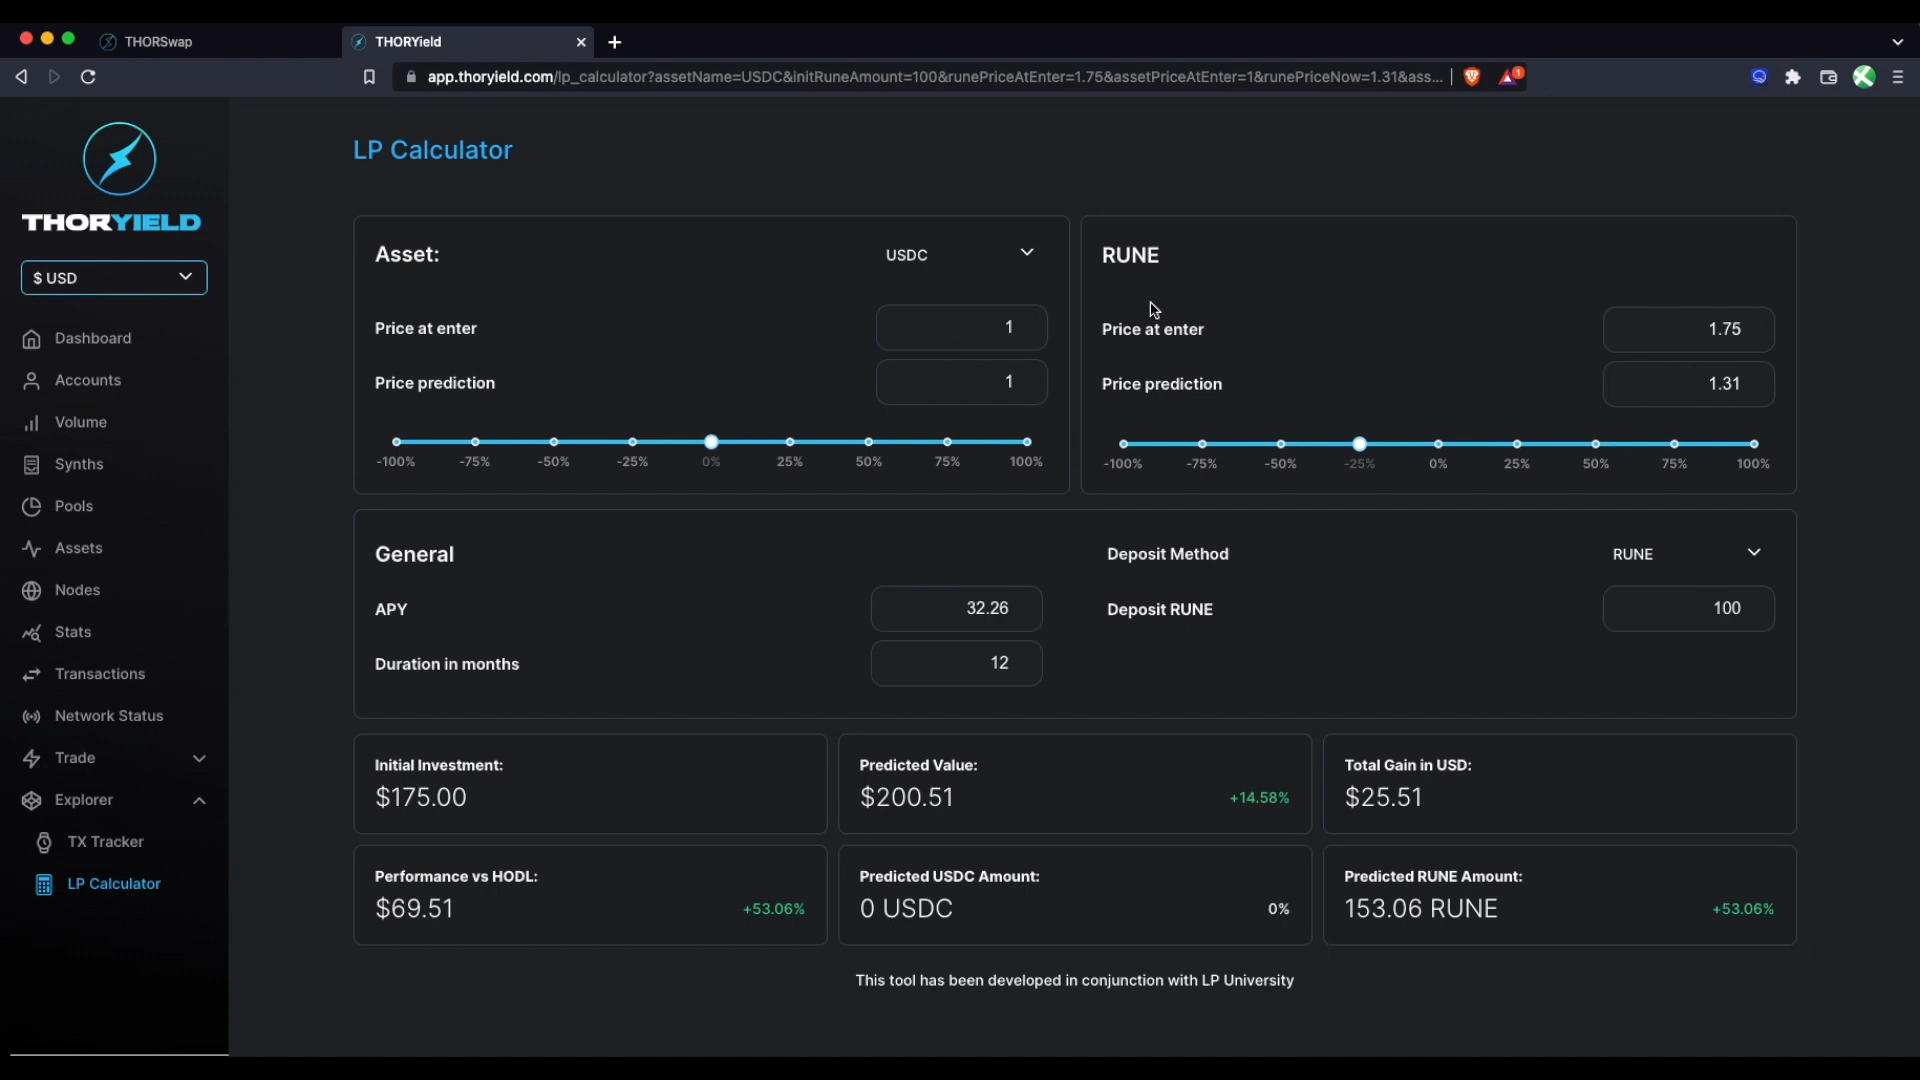 THORSwap
THORYield
app.thoryield.com/lp_calculator?assetName=USDC&initRuneAmount=100&runePriceAtEnter=1.75&assetPriceAtEnter=1&runePriceNow=1.31&ass...
1
THORYIELD
$ USD
Dashboard
Accounts
Volume
Synths
Pools
Assets
Nodes
Stats
Transactions
Network Status
Trade
Explorer
TX Tracker
LP Calculator
LP Calculator
Asset:
USDC
Price at enter
1
Price prediction
1
-100% -75% -50% -25% 0% 25% 50% 75% 100%
RUNE
Price at enter
1.75
Price prediction
1.31
-100% -75% -50% -25% 0% 25% 50% 75% 100%
General
APY
32.26
Duration in months
12
Deposit Method
RUNE
Deposit RUNE
100
Initial Investment:
$175.00
Predicted Value:
$200.51 +14.58%
Total Gain in USD:
$25.51
Performance vs HODL:
$69.51 +53.06%
Predicted USDC Amount:
0 USDC 0%
Predicted RUNE Amount:
153.06 RUNE +53.06%
This tool has been developed in conjunction with LP University